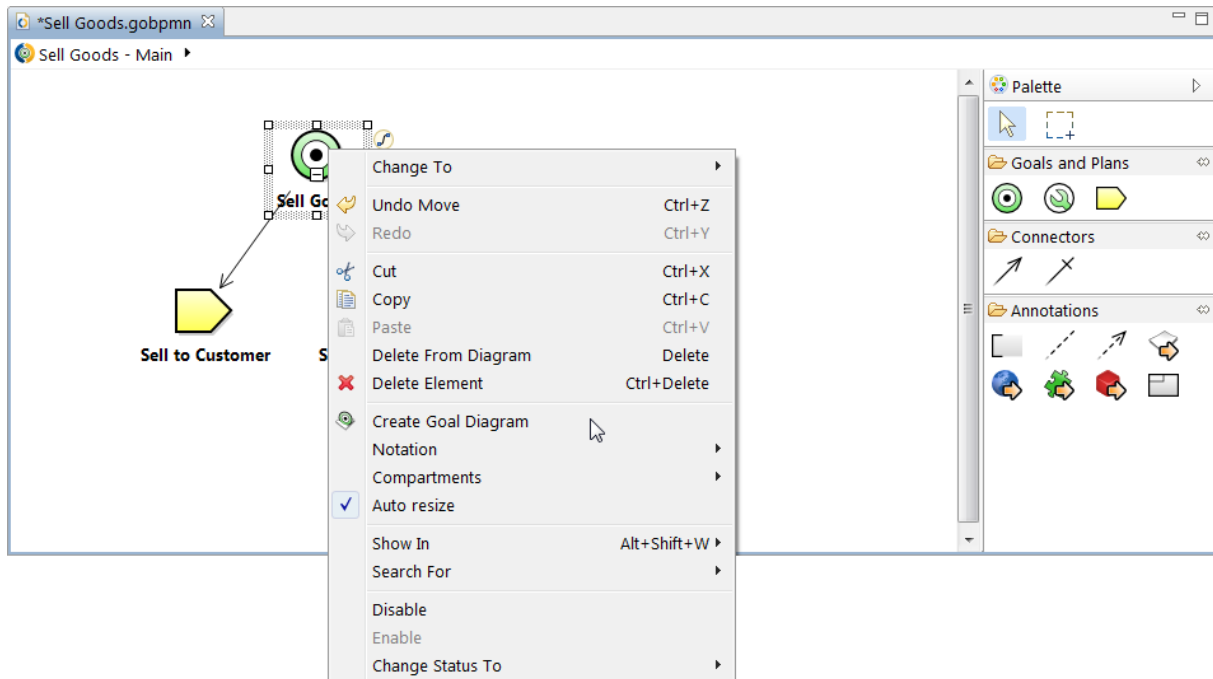 *Sell Goods.gobpmn
Sell Goods - Main
Palette
Goals and Plans
Connectors
Annotations
Sell Go
Sell to Customer S
Change To
Undo Move Ctrl+Z
Redo Ctrl+Y
Cut Ctrl+X
Copy Ctrl+C
Paste Ctrl+V
Delete From Diagram Delete
Delete Element Ctrl+Delete
Create Goal Diagram
Notation
Compartments
Auto resize
Show In Alt+Shift+W
Search For
Disable
Enable
Change Status To